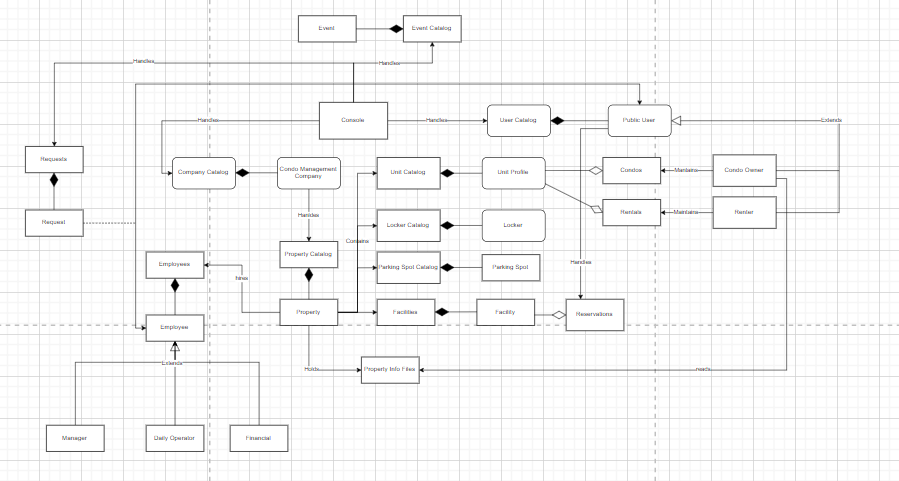 Event
Event Catalog
Handles
Handles
Console
Handles
Handles
User Catalog
Public User
Extends
Requests
Company Catalog
Condo Management
Company
Unit Catalog
Unit Profile
Condos
Maintains
Condo Owner
Request
Handles
Locker Catalog
Locker
Rentals
Maintains
Renter
Contains
Property Catalog
Employees
hires
Parking Spot Catalog
Parking Spot
Handles
Property
Facilities
Facility
Reservations
Employee
Extends
Holds
Property Info Files
reads
Manager
Daily Operator
Financial